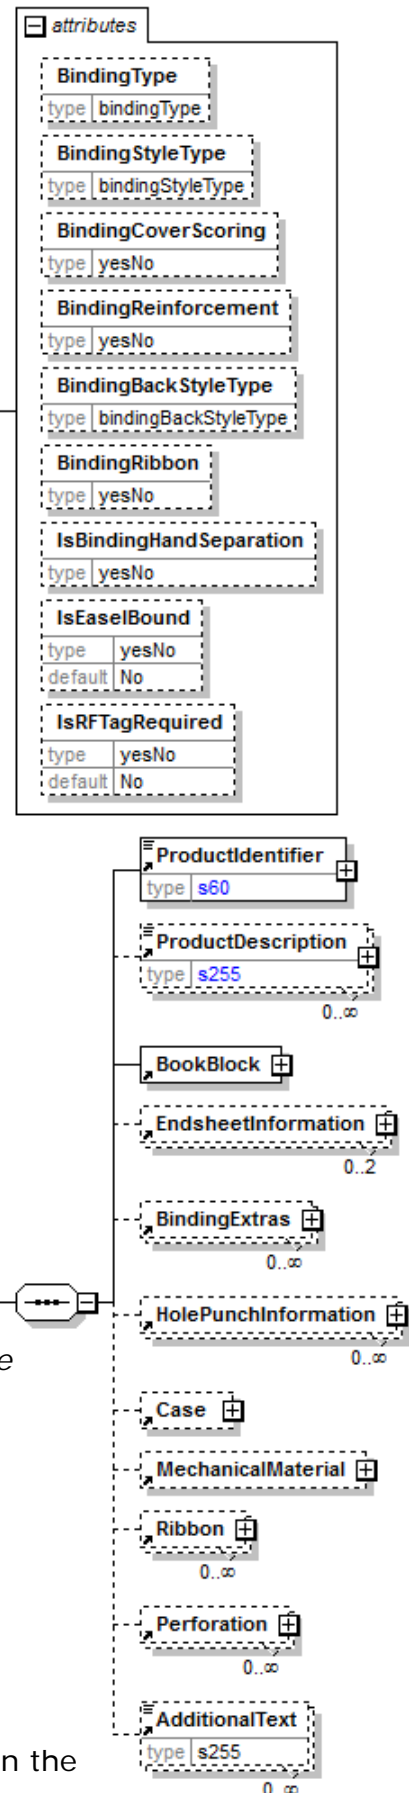 attributes
BindingType
type bindingType
BindingStyleType
type bindingStyleType
BindingCoverScoring
type yesNo
BindingReinforcement
type yesNo
BindingBackStyleType
type bindingBackStyleType
BindingRibbon
type yesNo
IsBindingHandSeparation
type yesNo
IsEaselBound
type yesNo
default No
IsRFTagRequired
type yesNo
default No
ProductIdentifier
type s60
ProductDescription
type s255
0..∞
BookBlock
EndsheetInformation
0..2
BindingExtras
0..∞
HolePunchInformation
0..∞
e
Case
MechanicalMaterial
Ribbon
0..∞
Perforation
0..∞
AdditionalText
n the
type s255
0..∞